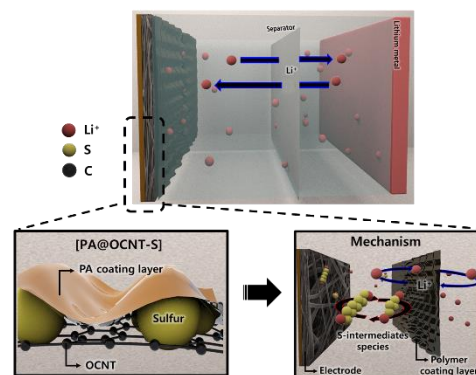 Separator
Lithium metal
Li⁺
Li⁺
S
C
[PA@OCNT-S]
PA coating layer
Sulfur
OCNT
Mechanism
Li⁺
S-intermediates
species
Electrode
Polymer
coating layer